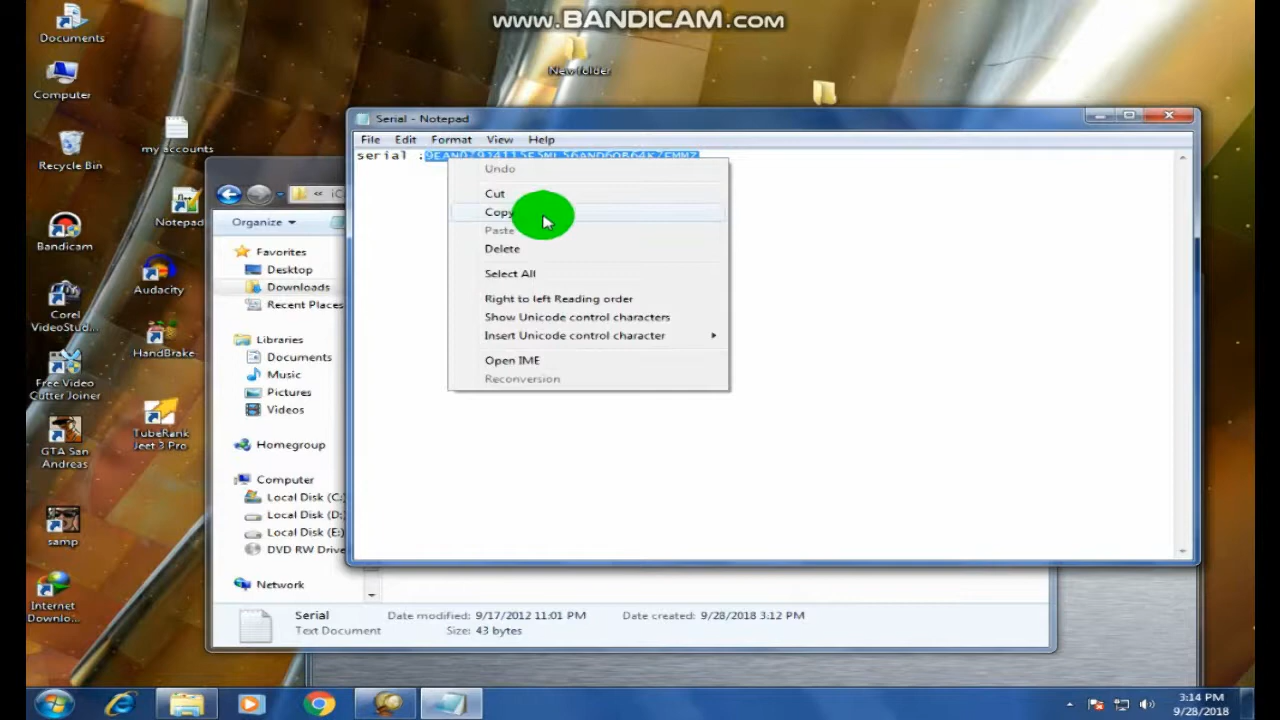 www.BANDICAM.com
Documents
New folder
Computer
my accounts
Recycle Bin
Notepad
Bandicam
Audacity
Corel
VideoStud...
HandBrake
Free Video
Cutter Joiner
TubeRank
Jeet 3 Pro
GTA San
Andreas
samp
Internet
Downlo...
Serial - Notepad
File Edit Format View Help
serial :
Undo
Cut
Copy
Paste
Delete
Select All
Right to left Reading order
Show Unicode control characters
Insert Unicode control character
Open IME
Reconversion
« iC
Organize
Favorites
Desktop
Downloads
Recent Places
Libraries
Documents
Music
Pictures
Videos
Homegroup
Computer
Local Disk (C:
Local Disk (D:
Local Disk (E:)
DVD RW Drive
Network
Serial Date modified: 9/17/2012 11:01 PM Date created: 9/28/2018 3:12 PM
Text Document Size: 43 bytes
3:14 PM
9/28/2018